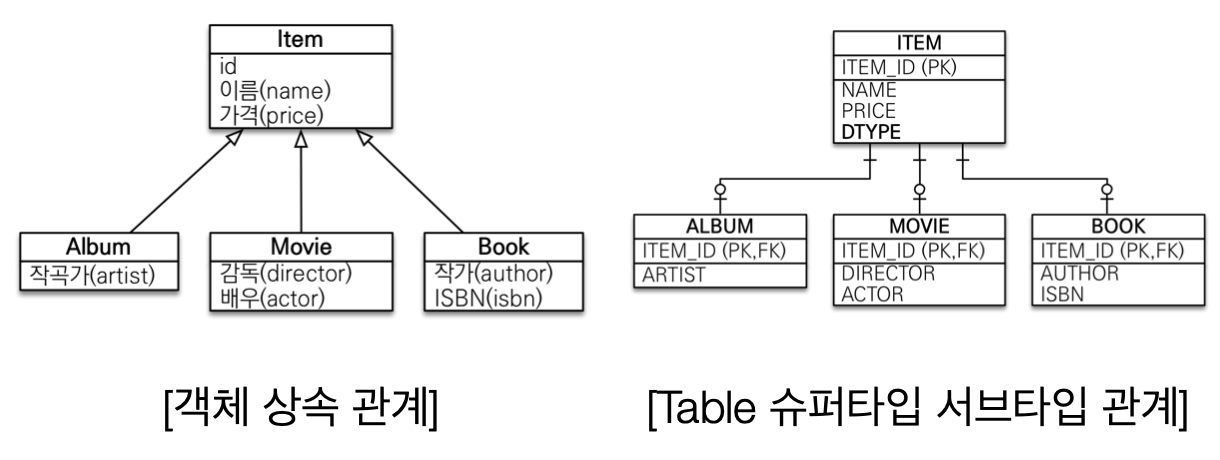 Item
id
이름(name)
가격(price)
Album
작곡가(artist)
Movie
감독(director)
배우(actor)
Book
작가(author)
ISBN(isbn)
[객체 상속 관계]
ITEM
ITEM_ID (PK)
NAME
PRICE
DTYPE
ALBUM
ITEM_ID (PK,FK)
ARTIST
MOVIE
ITEM_ID (PK,FK)
DIRECTOR
ACTOR
BOOK
ITEM_ID (PK,FK)
AUTHOR
ISBN
[Table 슈퍼타입 서브타입 관계]